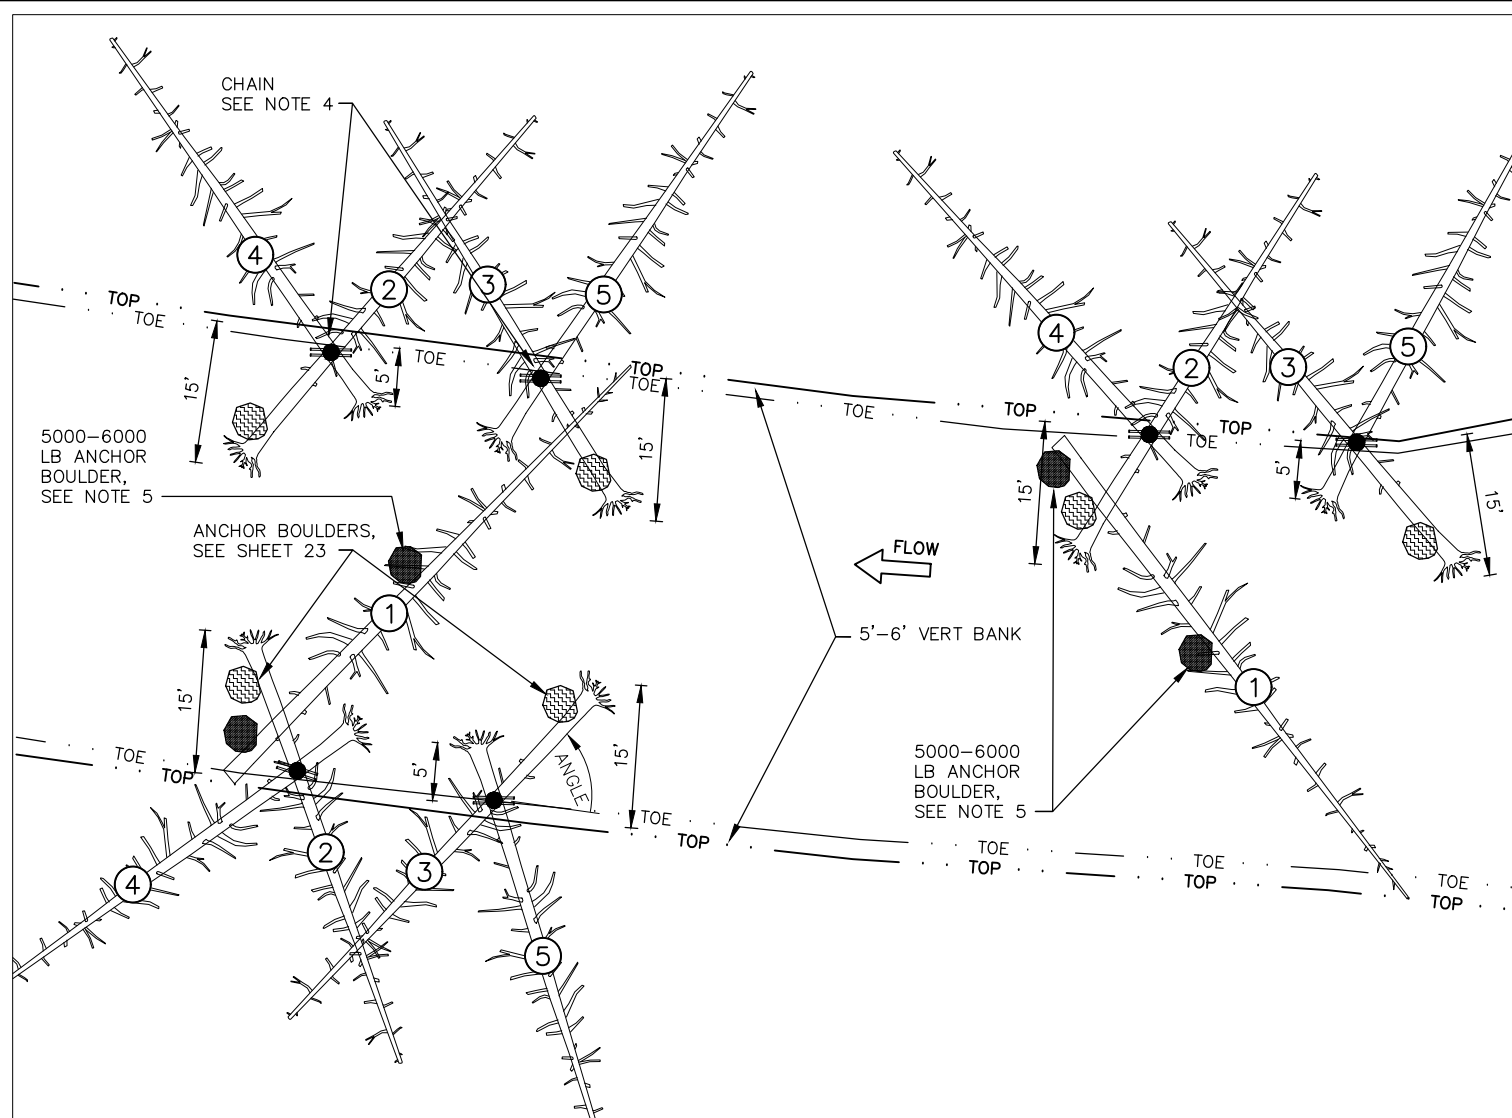 CHAIN
SEE NOTE 4
4
2
3
5
TOP
TOE
TOE
TOP
TOE
15'
5'
15'
5000-6000
LB ANCHOR
BOULDER,
SEE NOTE 5
ANCHOR BOULDERS,
SEE SHEET 23
1
15'
5'
15'
ANGLE
TOE
TOP
TOE
TOP
4
2
3
5
4
2
3
5
TOE
TOP
TOE
TOP
15'
5'
15'
FLOW
5'-6' VERT BANK
1
5000-6000
LB ANCHOR
BOULDER,
SEE NOTE 5
TOE
TOP
TOE
TOP
TOE
TOP